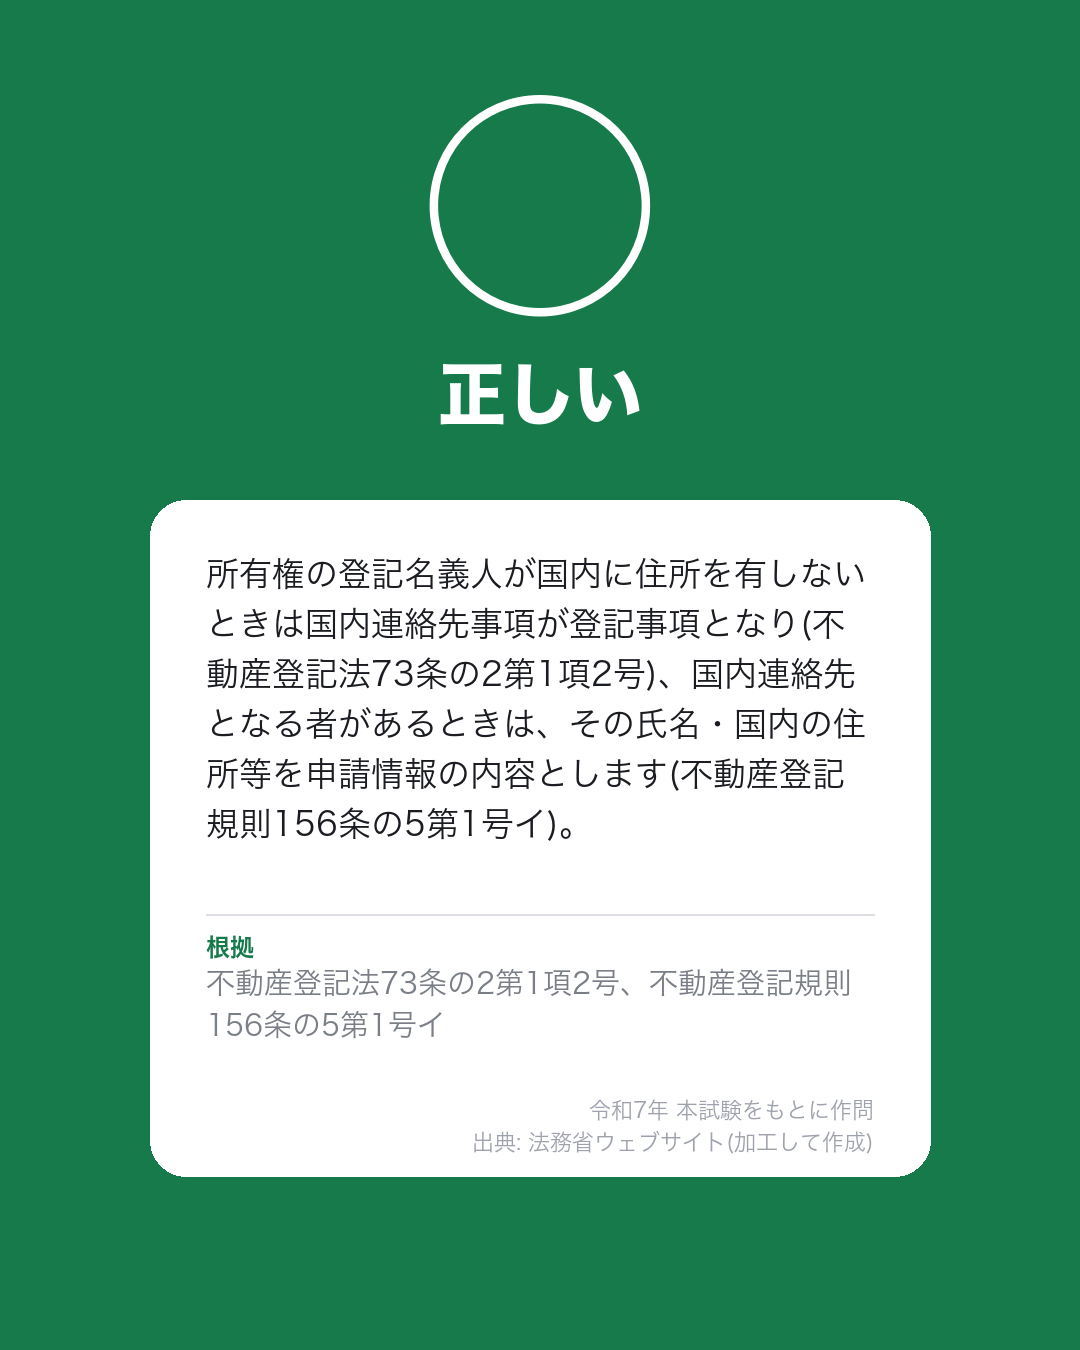 正しい
所有権の登記名義人が国内に住所を有しない
ときは国内連絡先事項が登記事項となり(不
動産登記法73条の2第1項2号)、国内連絡先
となる者があるときは、その氏名・国内の住
所等を申請情報の内容とします(不動産登記
規則156条の5第1号イ)。
根拠
不動産登記法73条の2第1項2号、不動産登記規則
156条の5第1号イ
令和7年 本試験をもとに作問
出典: 法務省ウェブサイト(加工して作成)